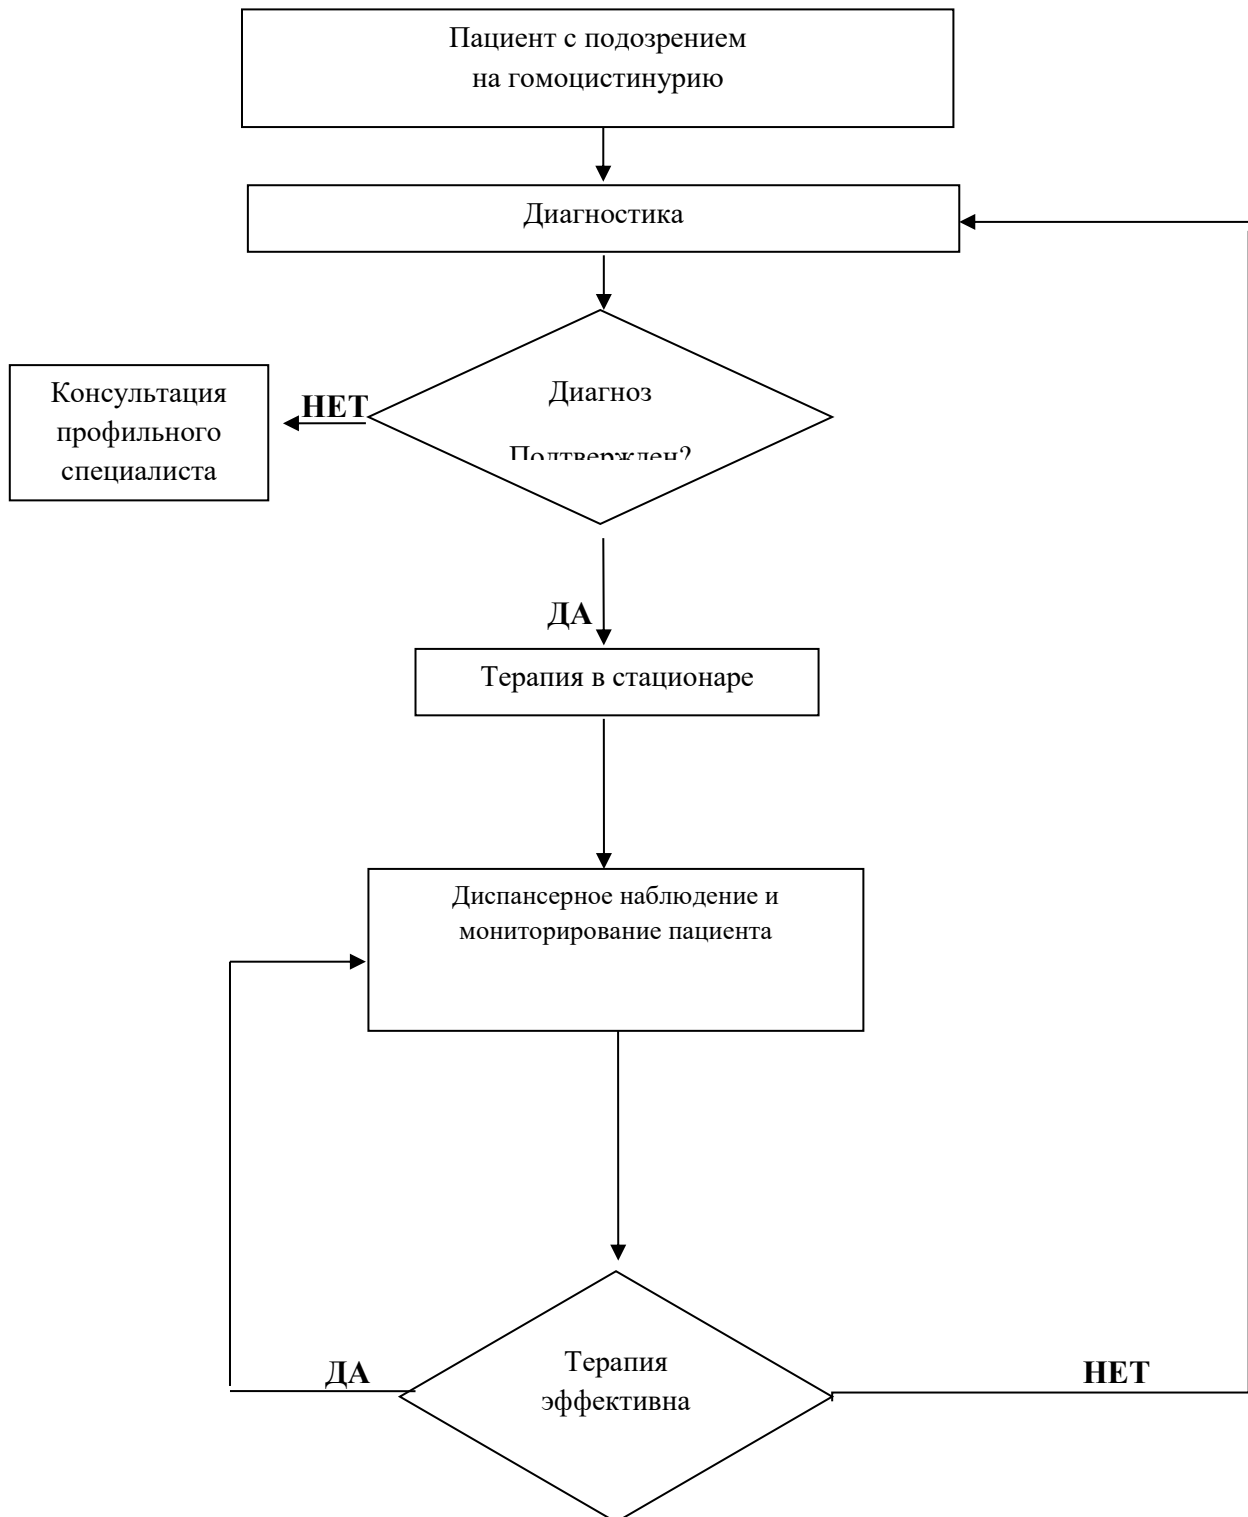 Пациент с подозрением
на гомоцистинурию
Диагностика
Консультация
профильного
специалиста
НЕТ
Диагноз
Подтвержден?
ДА
Терапия в стационаре
Диспансерное наблюдение и
мониторирование пациента
ДА
Терапия
эффективна
НЕТ